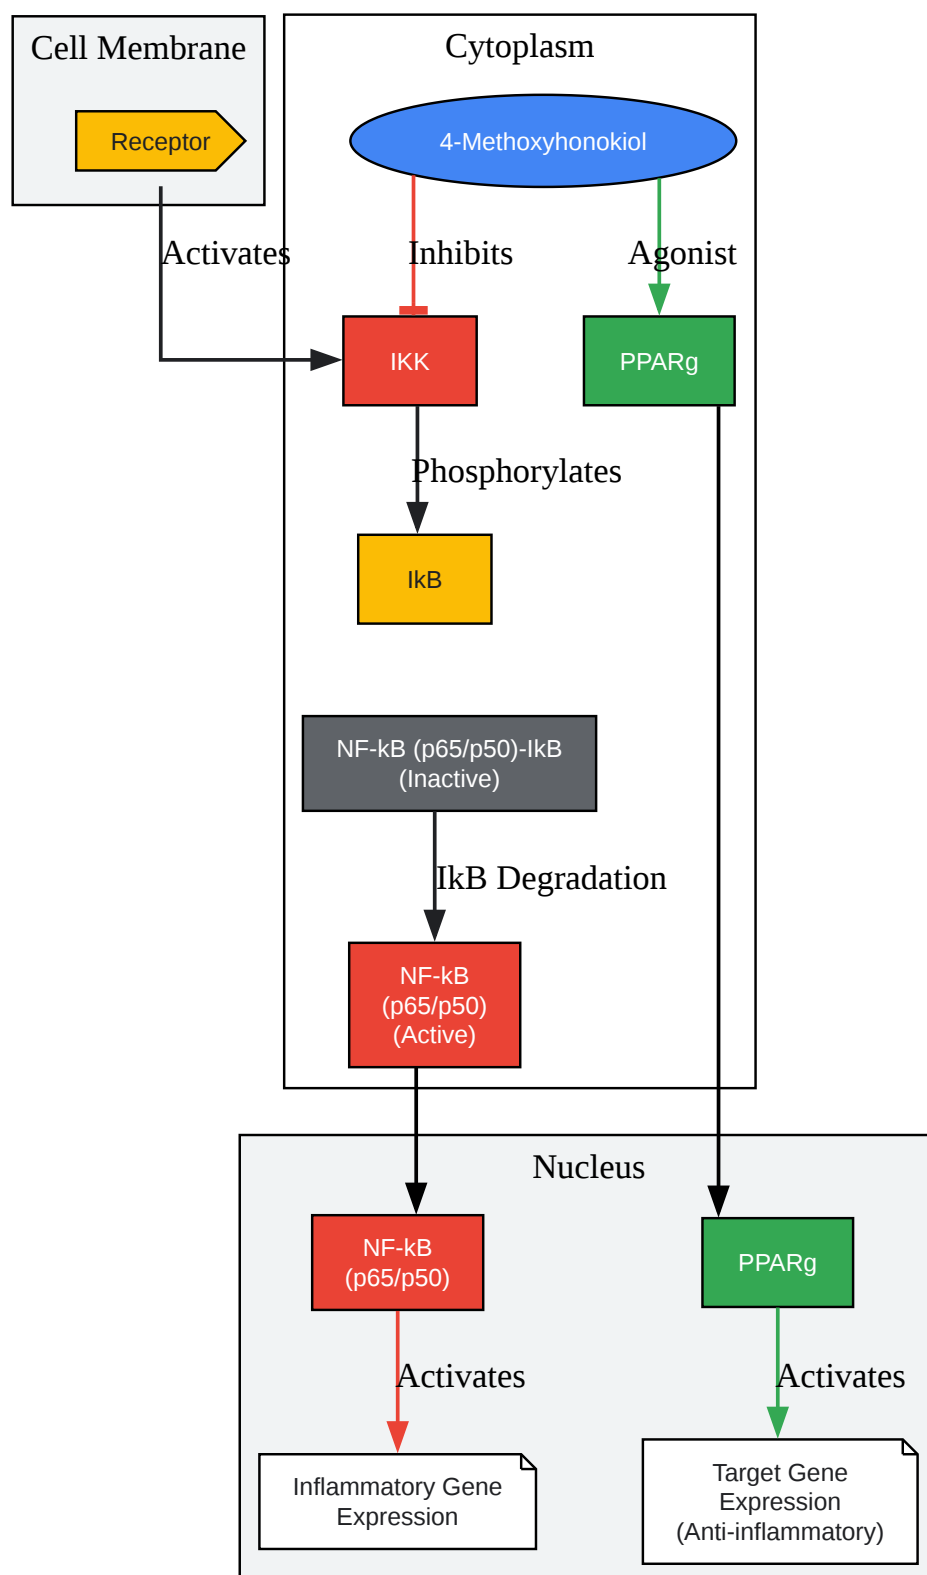 Cell Membrane
Receptor
Activates
Cytoplasm
4-Methoxyhonokiol
Inhibits
Agonist
IKK
PPARg
Phosphorylates
IkB
NF-kB (p65/p50)-IkB
(Inactive)
IkB Degradation
NF-kB
(p65/p50)
(Active)
Nucleus
NF-kB
(p65/p50)
PPARg
Activates
Activates
Inflammatory Gene
Expression
Target Gene
Expression
(Anti-inflammatory)